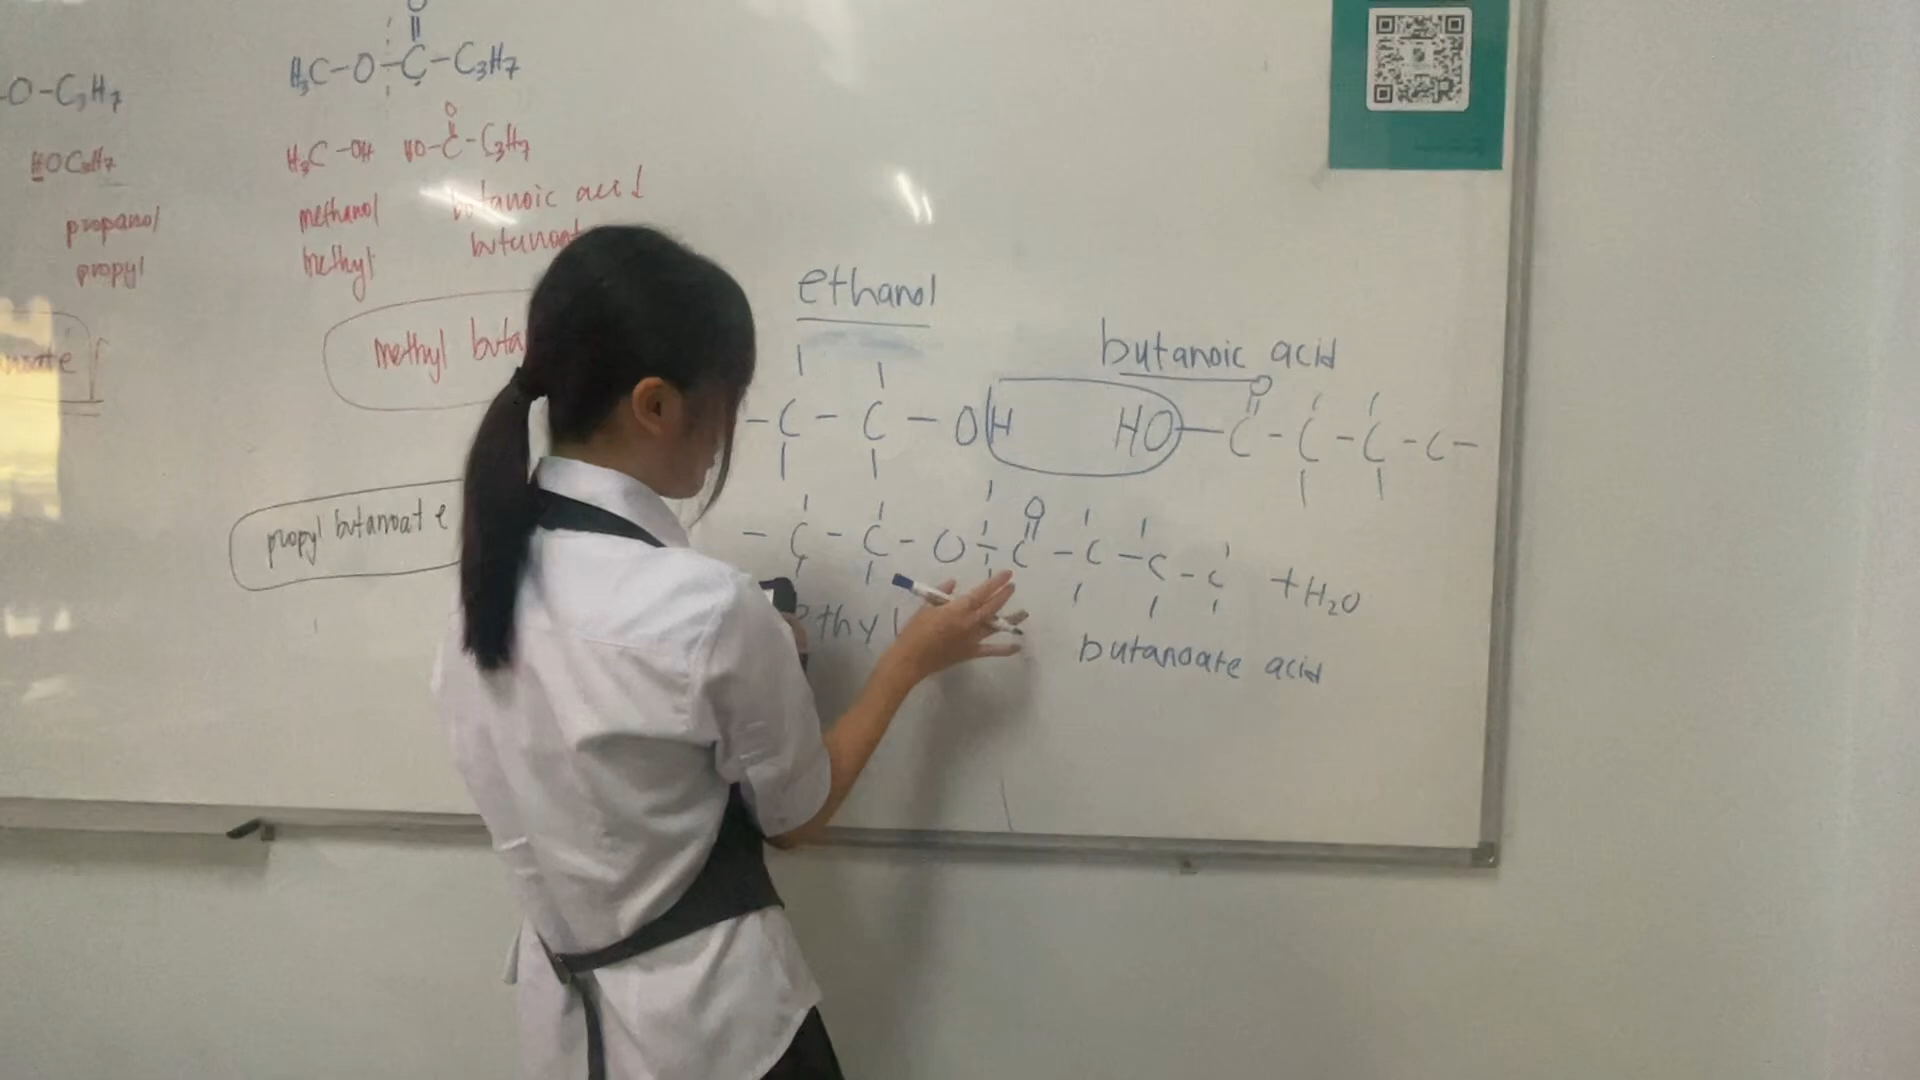 -O-C3H7
HOC3H7
propanol
propyl
O
H3C-O-C-C3H7
O
H3C-OH HO-C-C3H7
methanol butanoic acid
methyl
methyl buta
propyl butanoate
ethanol
-C-C-OH
butanoic acid
O
HO-C-C-C-C-
O
-C-C-O-C-C-C-C +H2O
thyl
butanoate acid